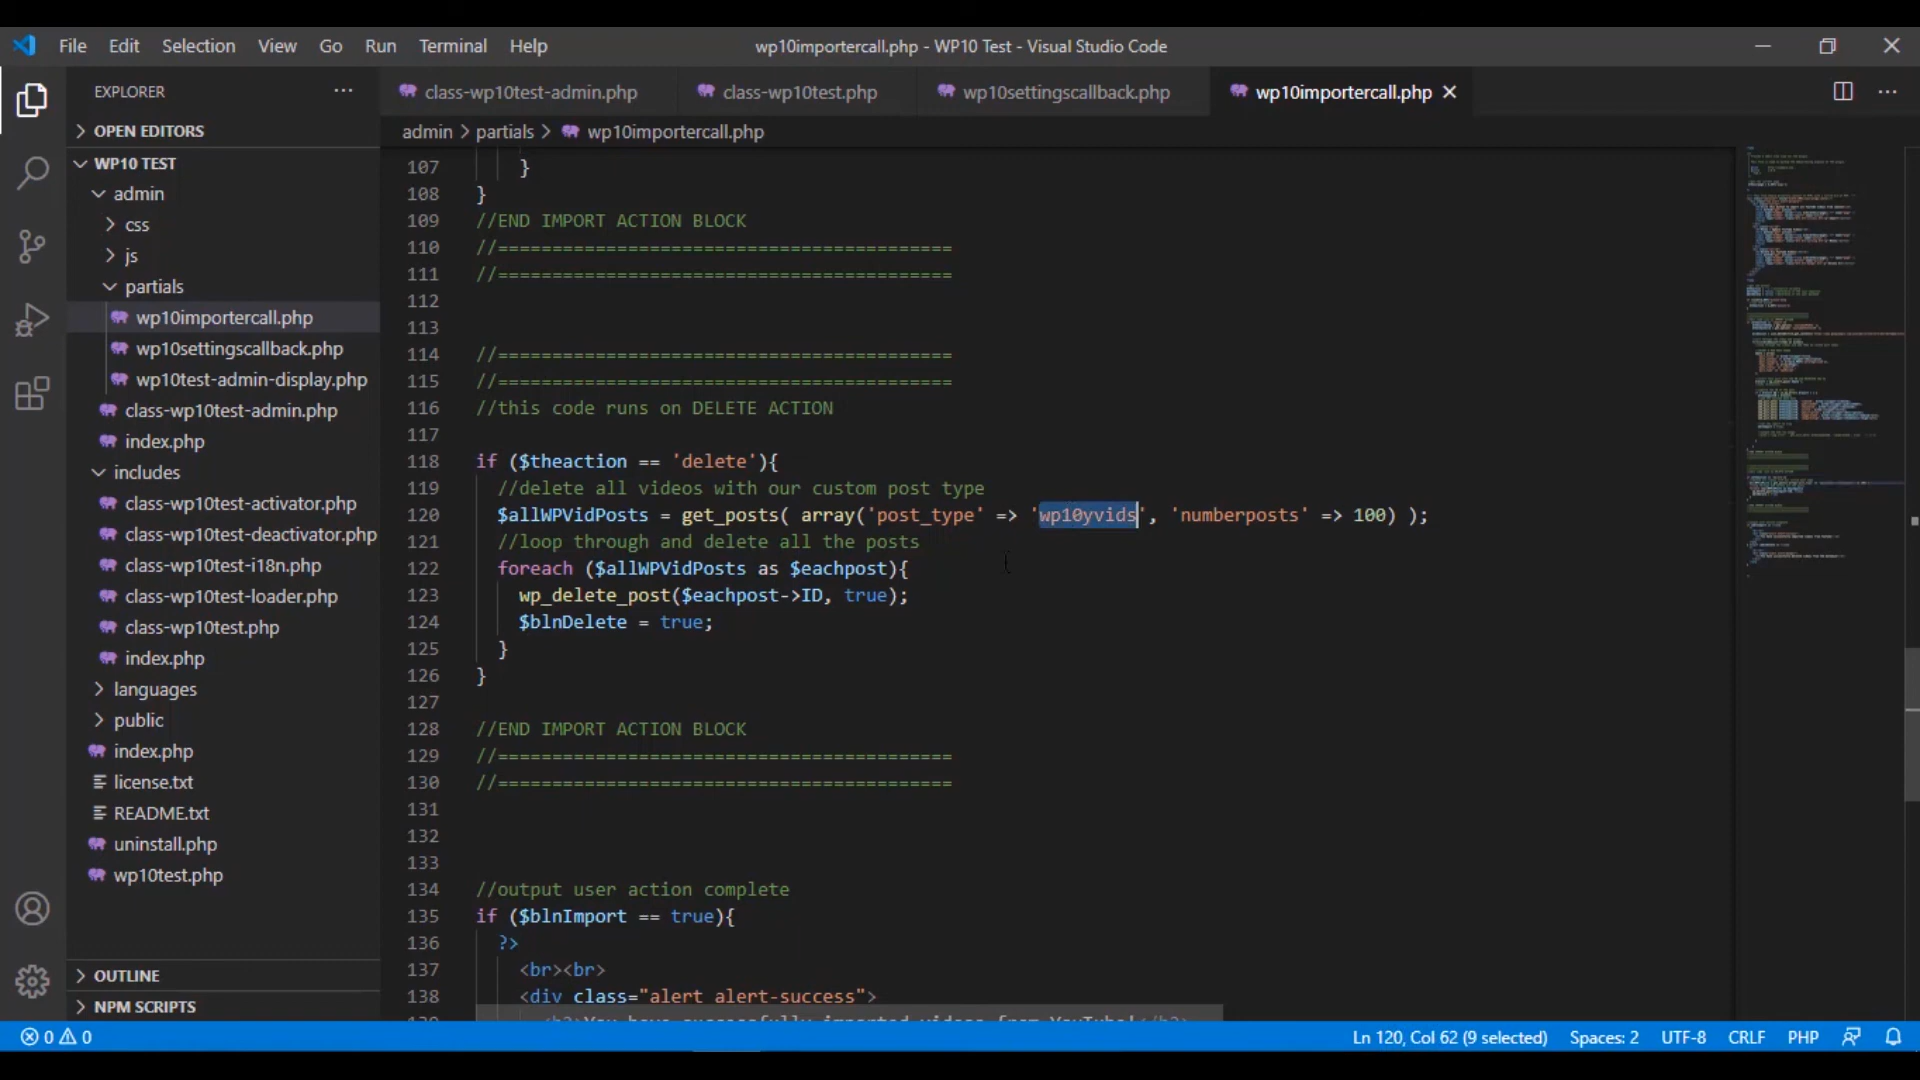 File Edit Selection View Go Run Terminal Help
wp10importercall.php - WP10 Test - Visual Studio Code
EXPLORER
class-wp10test-admin.php
class-wp10test.php
wp10settingscallback.php
wp10importercall.php
OPEN EDITORS
WP10 TEST
admin
css
js
partials
wp10importercall.php
wp10settingscallback.php
wp10test-admin-display.php
class-wp10test-admin.php
index.php
includes
class-wp10test-activator.php
class-wp10test-deactivator.php
class-wp10test-i18n.php
class-wp10test-loader.php
class-wp10test.php
index.php
languages
public
index.php
license.txt
README.txt
uninstall.php
wp10test.php
OUTLINE
NPM SCRIPTS
admin > partials > wp10importercall.php
107 }
108 }
109 //END IMPORT ACTION BLOCK
110 //==========================================
111 //==========================================
112
113
114 //==========================================
115 //==========================================
116 //this code runs on DELETE ACTION
117
118 if ($theaction == 'delete'){
119 //delete all videos with our custom post type
120 $allWPVidPosts = get_posts( array('post_type' => 'wp10yvids', 'numberposts' => 100) );
121 //loop through and delete all the posts
122 foreach ($allWPVidPosts as $eachpost){
123 wp_delete_post($eachpost->ID, true);
124 $blnDelete = true;
125 }
126 }
127
128 //END IMPORT ACTION BLOCK
129 //==========================================
130 //==========================================
131
132
133
134 //output user action complete
135 if ($blnImport == true){
136 ?>
137 <br><br>
138 <div class="alert alert-success">
0 0
Ln 120, Col 62 (9 selected) Spaces: 2 UTF-8 CRLF PHP